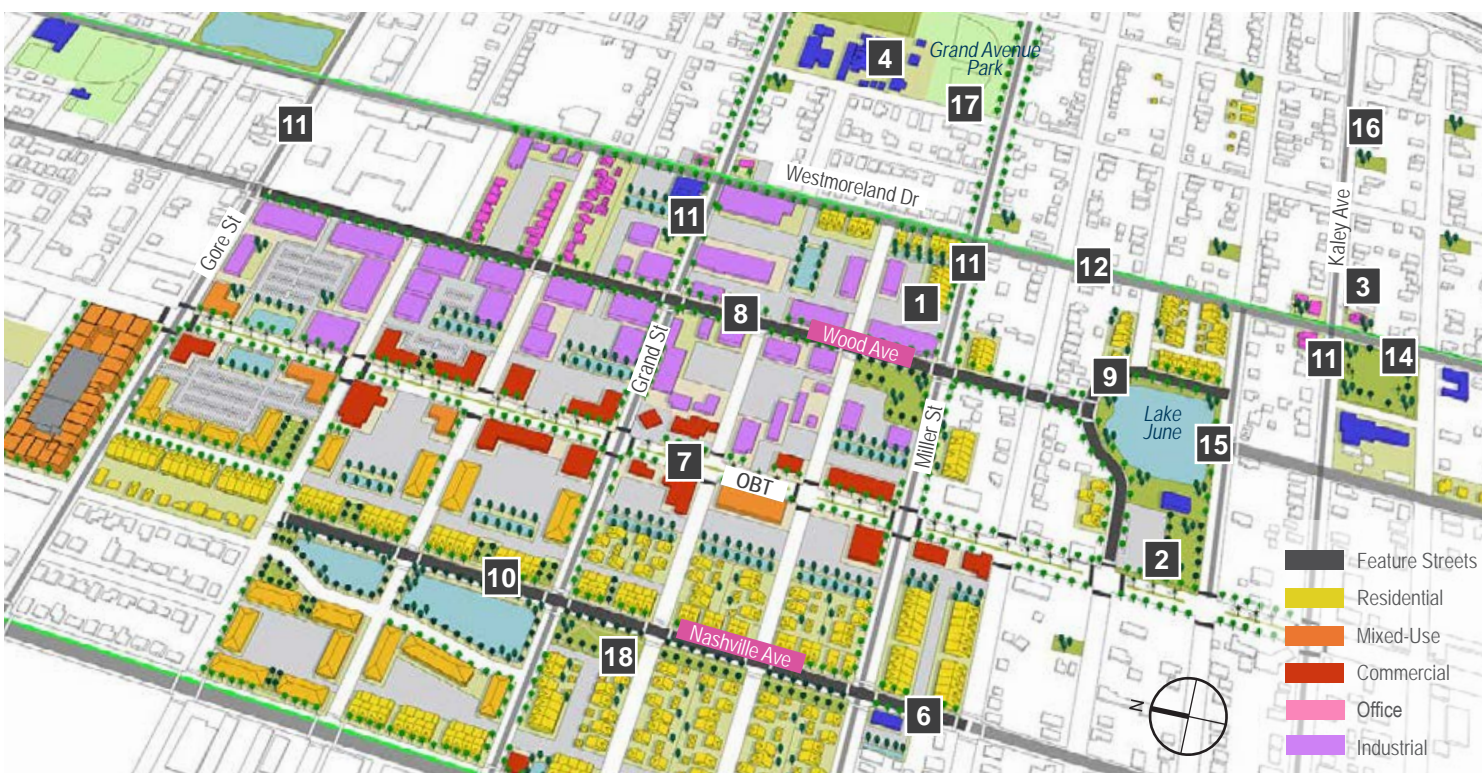 4
Grand Avenue
Park
17
11
16
Westmoreland Dr
11
Gore St
Kaley Ave
11
12
3
1
8
Wood Ave
11
14
Grand St
9
Lake
June
15
Miller St
7
OBT
2
10
Nashville Ave
18
6
N
Feature Streets
Residential
Mixed-Use
Commercial
Office
Industrial